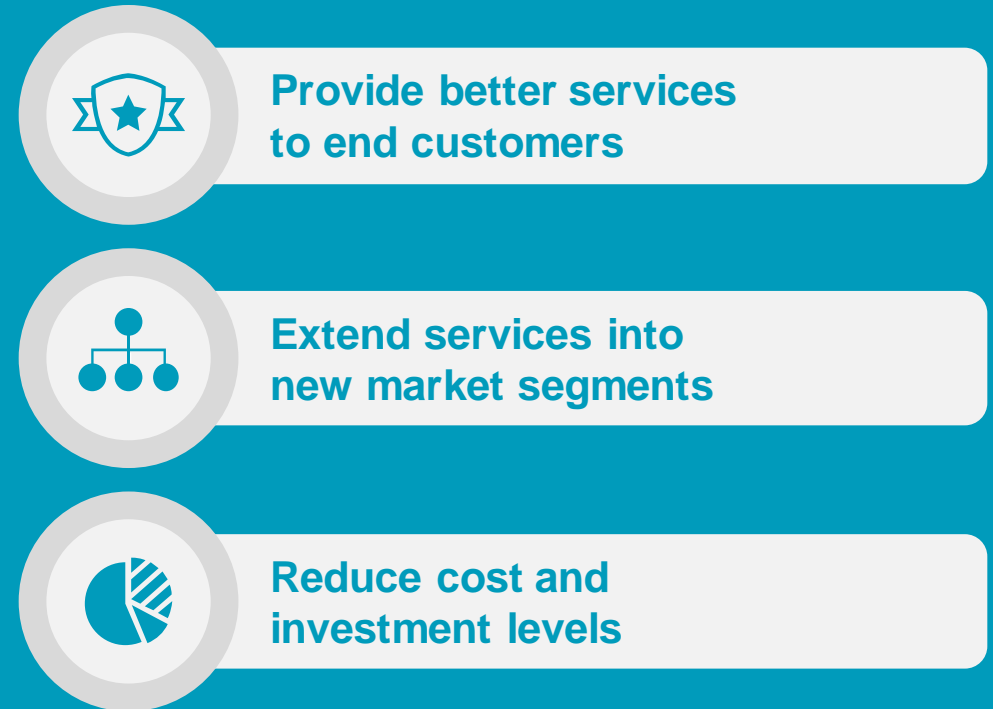 Provide better services
to end customers
Extend services into
new market segments
Reduce cost and
investment levels